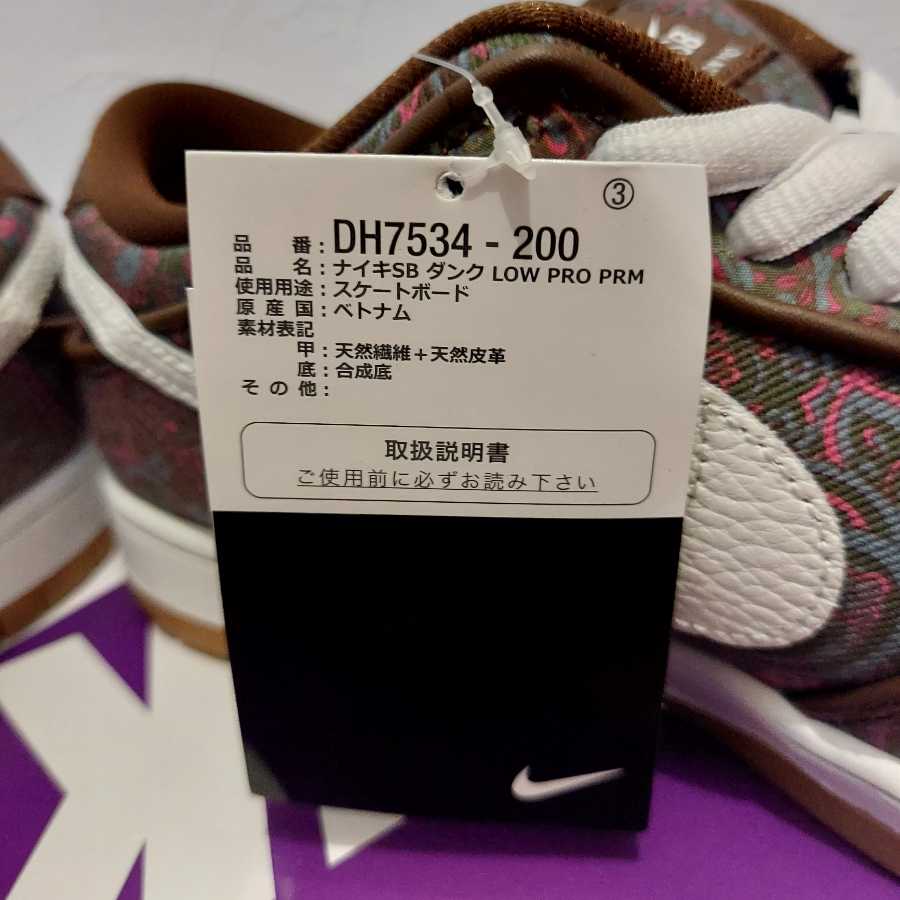 ③
品 番：DH7534 - 200
品 名：ナイキSB ダンク LOW PRO PRM
使用用途：スケートボード
原 産 国：ベトナム
素材表記
甲：天然繊維＋天然皮革
底：合成底
そ の 他：
取扱説明書
ご使用前に必ずお読み下さい